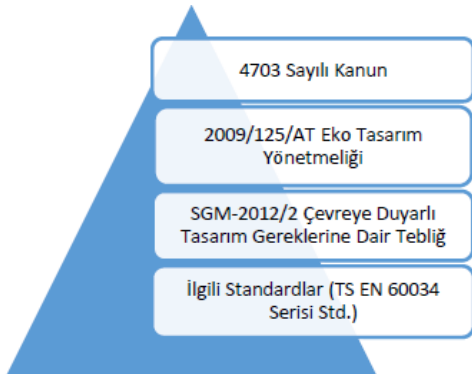 4703 Sayılı Kanun
2009/125/AT Eko Tasarım
Yönetmeliği
SGM-2012/2 Çevreye Duyarlı
Tasarım Gereklerine Dair Tebliğ
İlgili Standardlar (TS EN 60034
Serisi Std.)